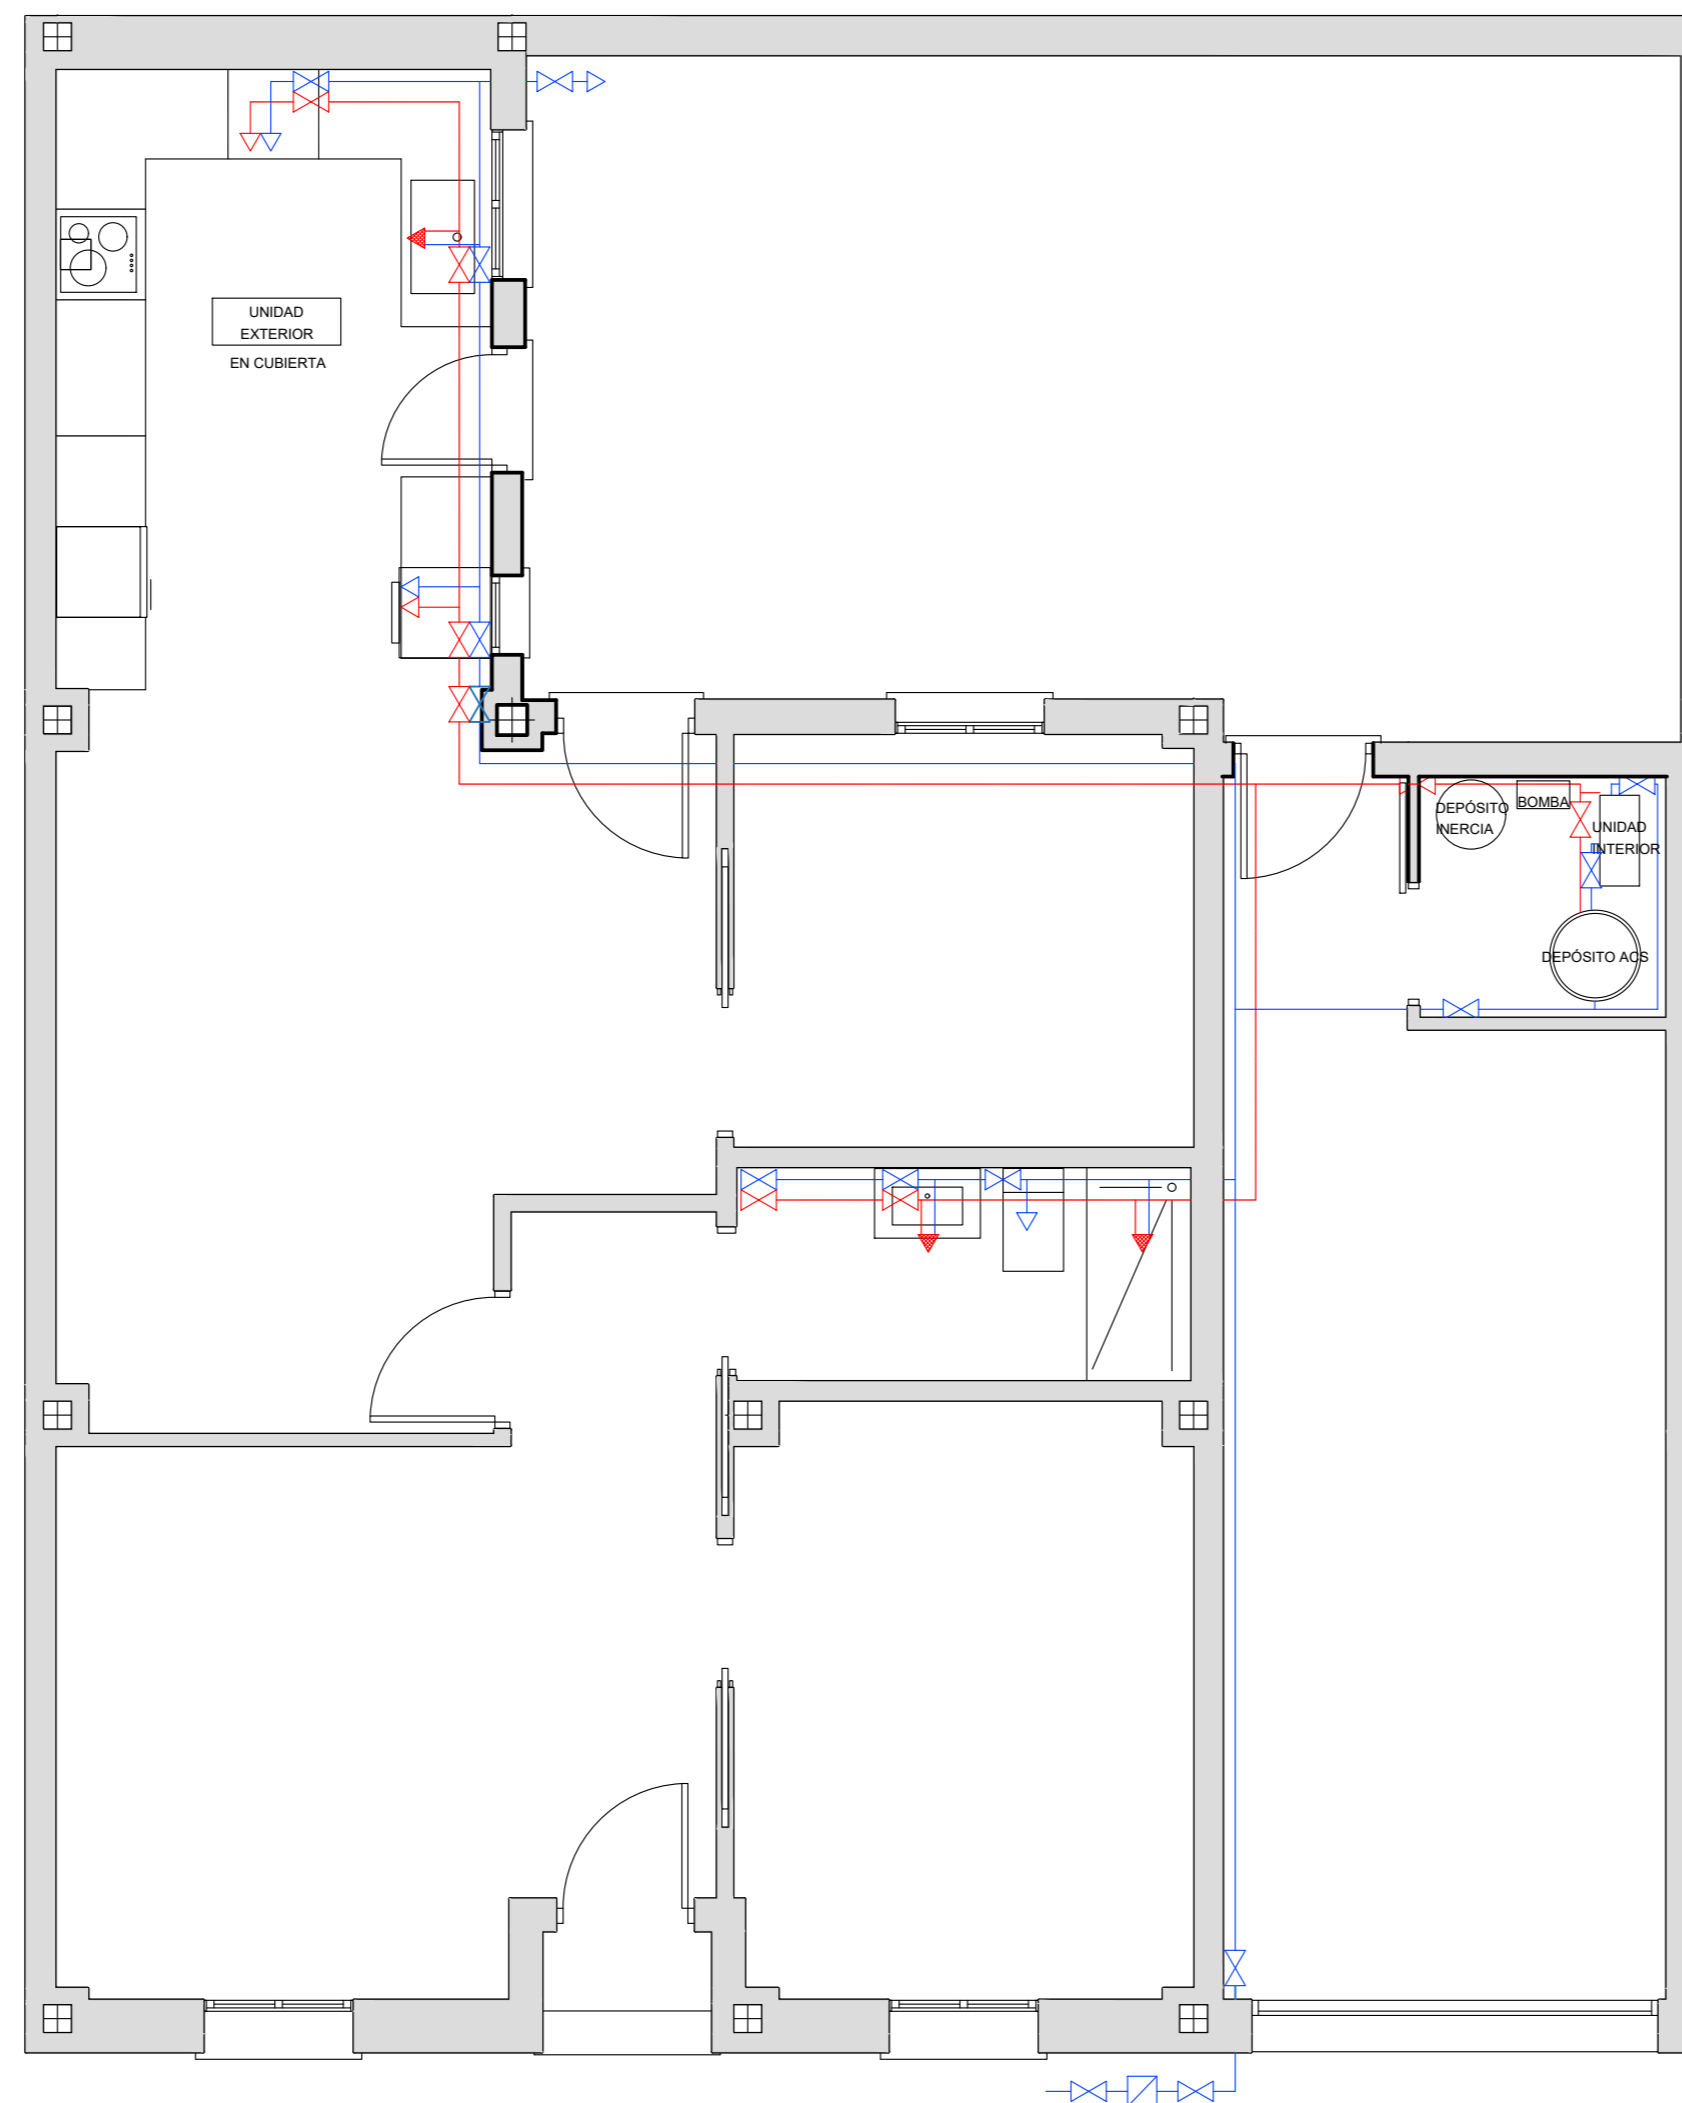 UNIDAD
EXTERIOR
EN CUBIERTA
DEPÓSITO
INERCIA
BOMBA
UNIDAD
INTERIOR
DEPÓSITO ACS